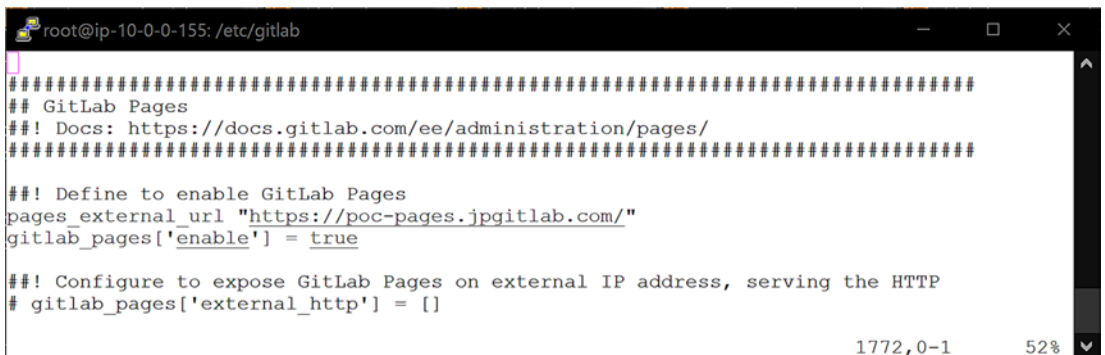 root@ip-10-0-0-155: /etc/gitlab
################################################################################
## GitLab Pages
##! Docs: https://docs.gitlab.com/ee/administration/pages/
################################################################################
##! Define to enable GitLab Pages
pages_external_url "https://poc-pages.jpgitlab.com/"
gitlab_pages['enable'] = true
##! Configure to expose GitLab Pages on external IP address, serving the HTTP
# gitlab_pages['external_http'] = []
1772,0-1 52%